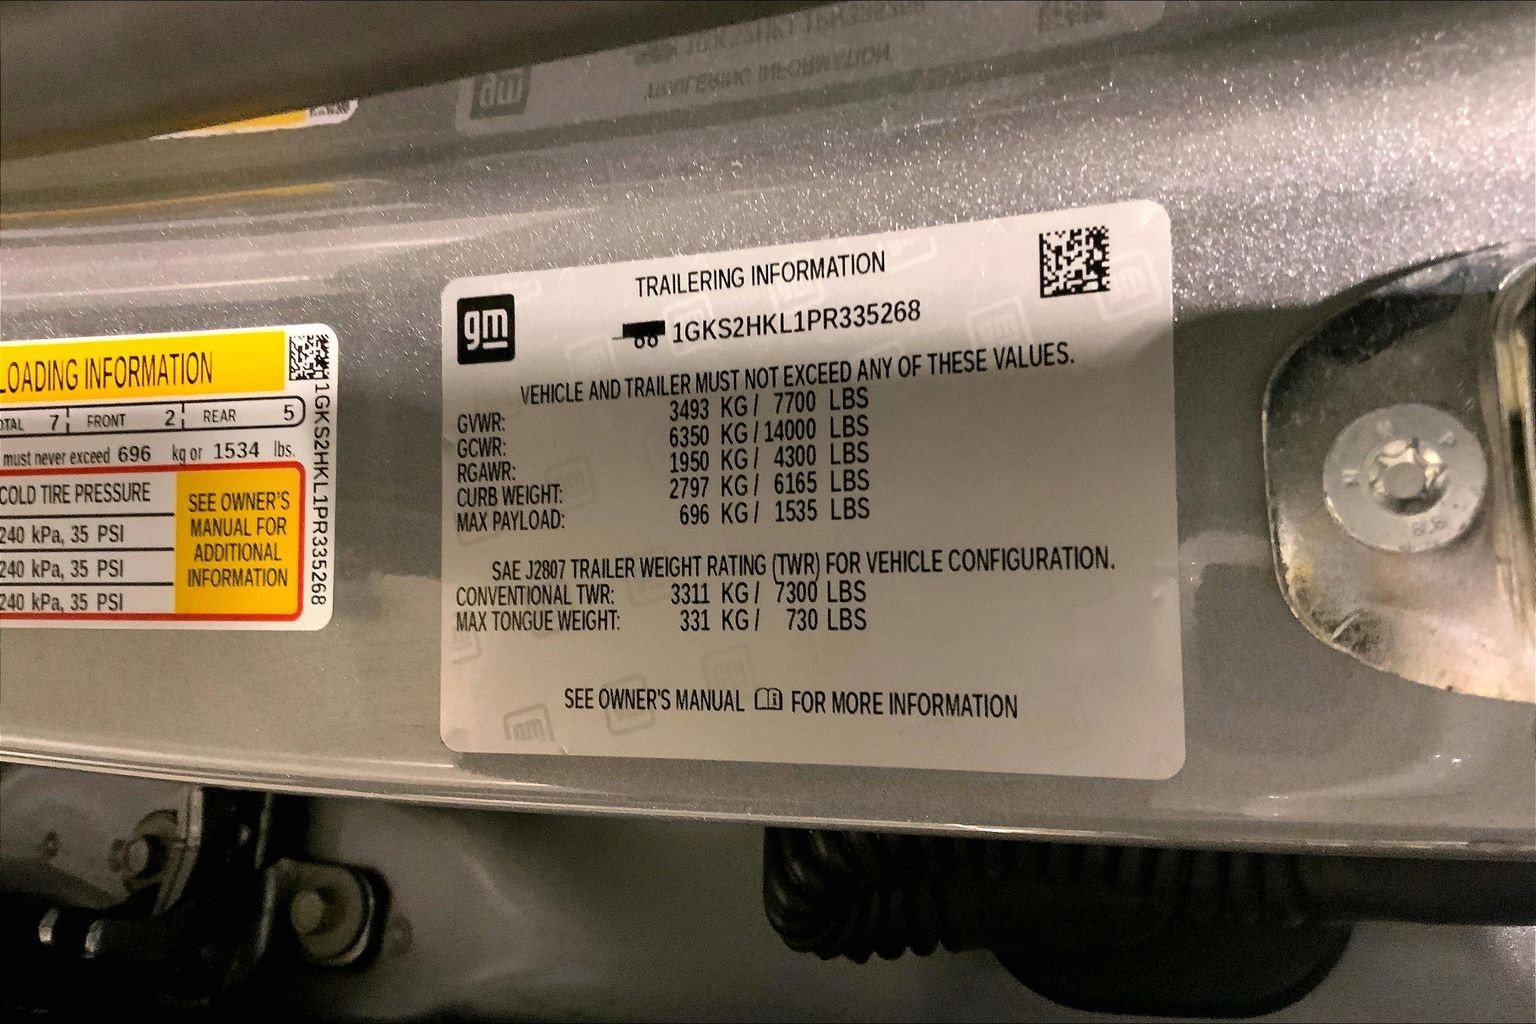 LOADING INFORMATION
7 FRONT 2 REAR 5
must never exceed 696 kg or 1534 lbs.
COLD TIRE PRESSURE
240 kPa, 35 PSI
240 kPa, 35 PSI
240 kPa, 35 PSI
SEE OWNER'S
MANUAL FOR
ADDITIONAL
INFORMATION
1GKS2HKL1PR335268
gm
TRAILERING INFORMATION
1GKS2HKL1PR335268
VEHICLE AND TRAILER MUST NOT EXCEED ANY OF THESE VALUES.
GVWR: 3493 KG/ 7700 LBS
GCWR: 6350 KG/14000 LBS
RGAWR: 1950 KG/ 4300 LBS
CURB WEIGHT: 2797 KG/ 6165 LBS
MAX PAYLOAD: 696 KG/ 1535 LBS
SAE J2807 TRAILER WEIGHT RATING (TWR) FOR VEHICLE CONFIGURATION.
CONVENTIONAL TWR: 3311 KG/ 7300 LBS
MAX TONGUE WEIGHT: 331 KG/ 730 LBS
SEE OWNER'S MANUAL FOR MORE INFORMATION